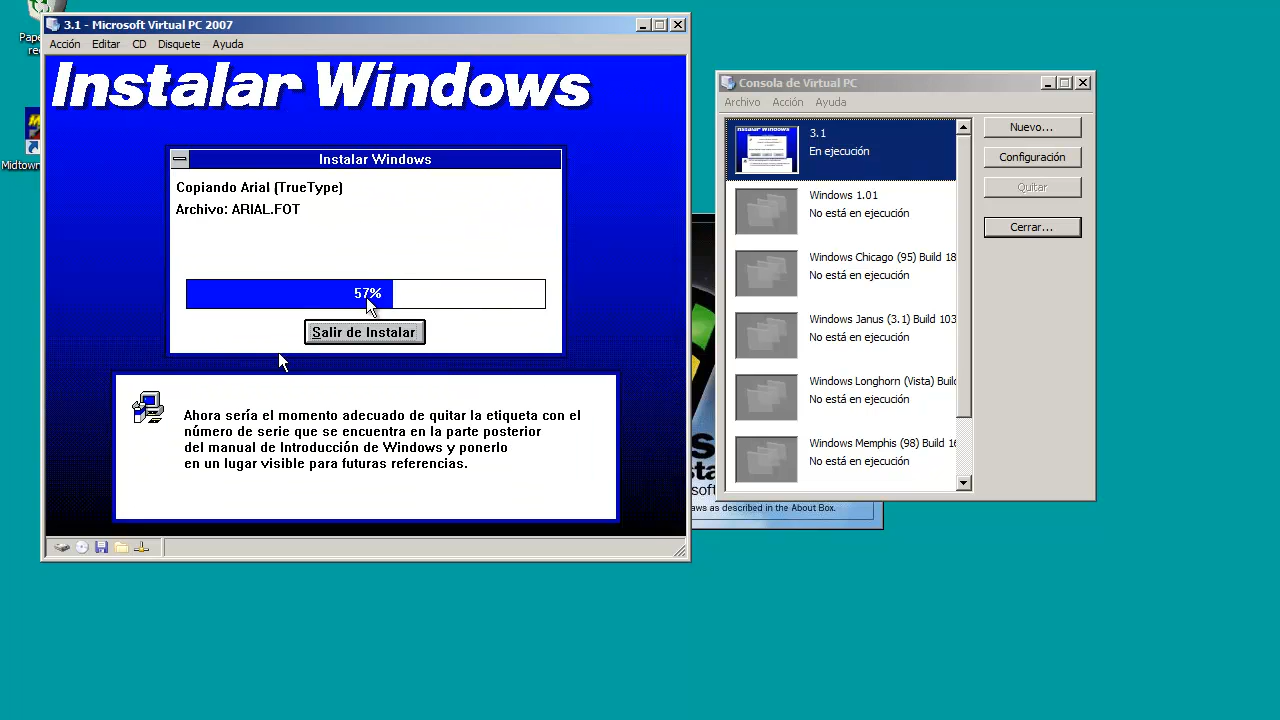 Pap
re
Midtown
3.1 - Microsoft Virtual PC 2007
Acción Editar CD Disquete Ayuda
Instalar Windows
Instalar Windows
Copiando Arial (TrueType)
Archivo: ARIAL.FOT
57%
Salir de Instalar
Ahora sería el momento adecuado de quitar la etiqueta con el
número de serie que se encuentra en la parte posterior
del manual de Introducción de Windows y ponerlo
en un lugar visible para futuras referencias.
Consola de Virtual PC
Archivo Acción Ayuda
3.1
En ejecución
Windows 1.01
No está en ejecución
Windows Chicago (95) Build 18
No está en ejecución
Windows Janus (3.1) Build 103
No está en ejecución
Windows Longhorn (Vista) Build
No está en ejecución
Windows Memphis (98) Build 16
No está en ejecución
Nuevo...
Configuración
Quitar
Cerrar...
aws as described in the About Box.